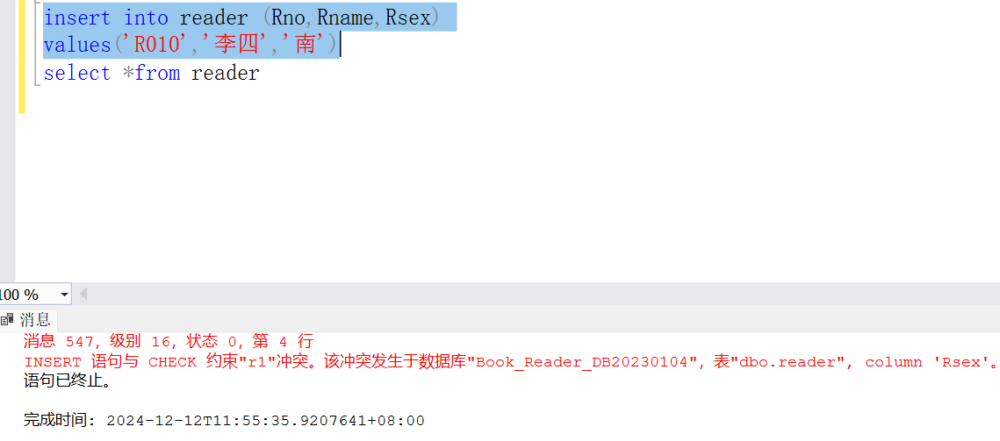 insert into reader (Rno,Rname,Rsex)
values('R010','李四','南')
select *from reader
100 %
消息
消息 547，级别 16，状态 0，第 4 行
INSERT 语句与 CHECK 约束"r1"冲突。该冲突发生于数据库"Book_Reader_DB20230104"，表"dbo.reader", column 'Rsex'。
语句已终止。
完成时间: 2024-12-12T11:55:35.9207641+08:00